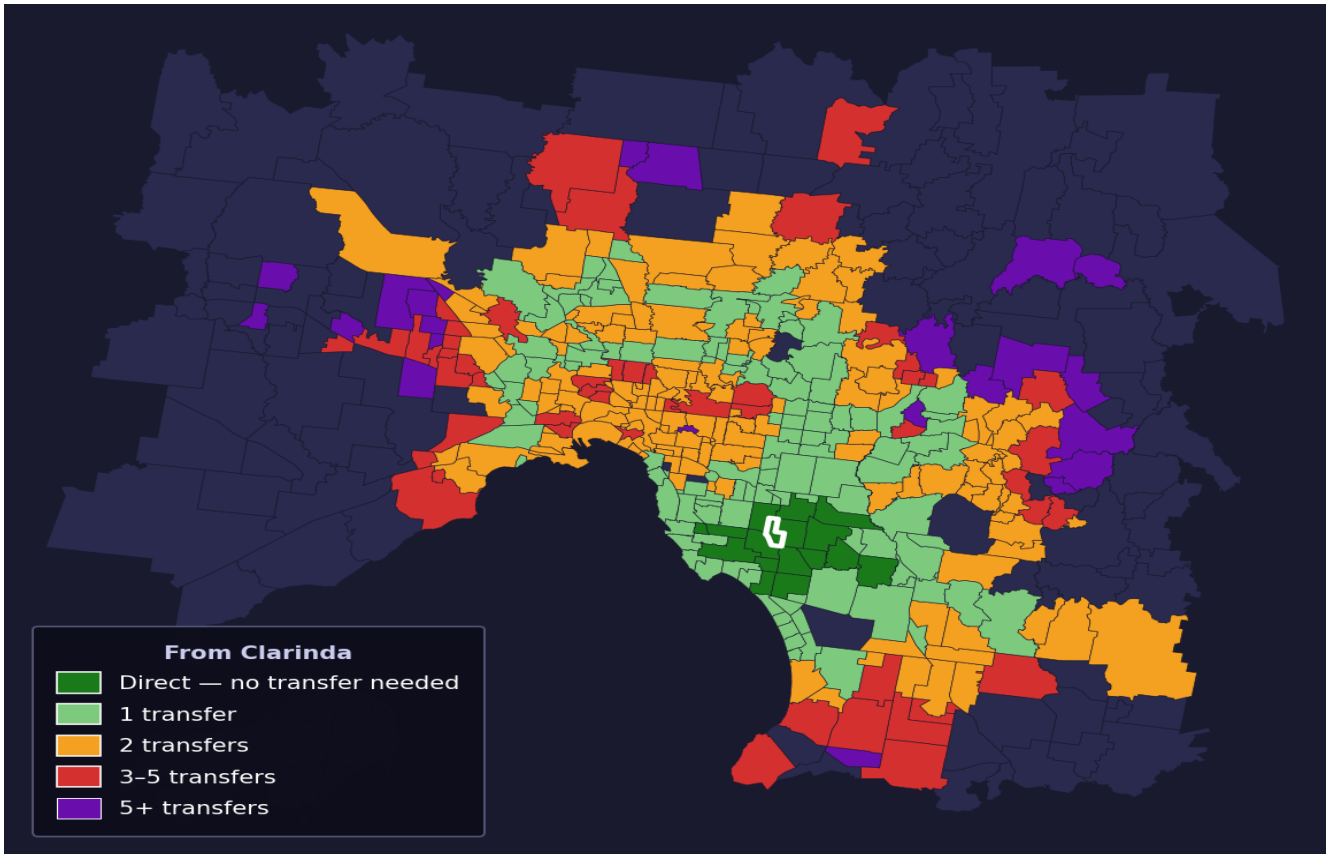 From Clarinda
Direct — no transfer needed
1 transfer
2 transfers
3–5 transfers
5+ transfers